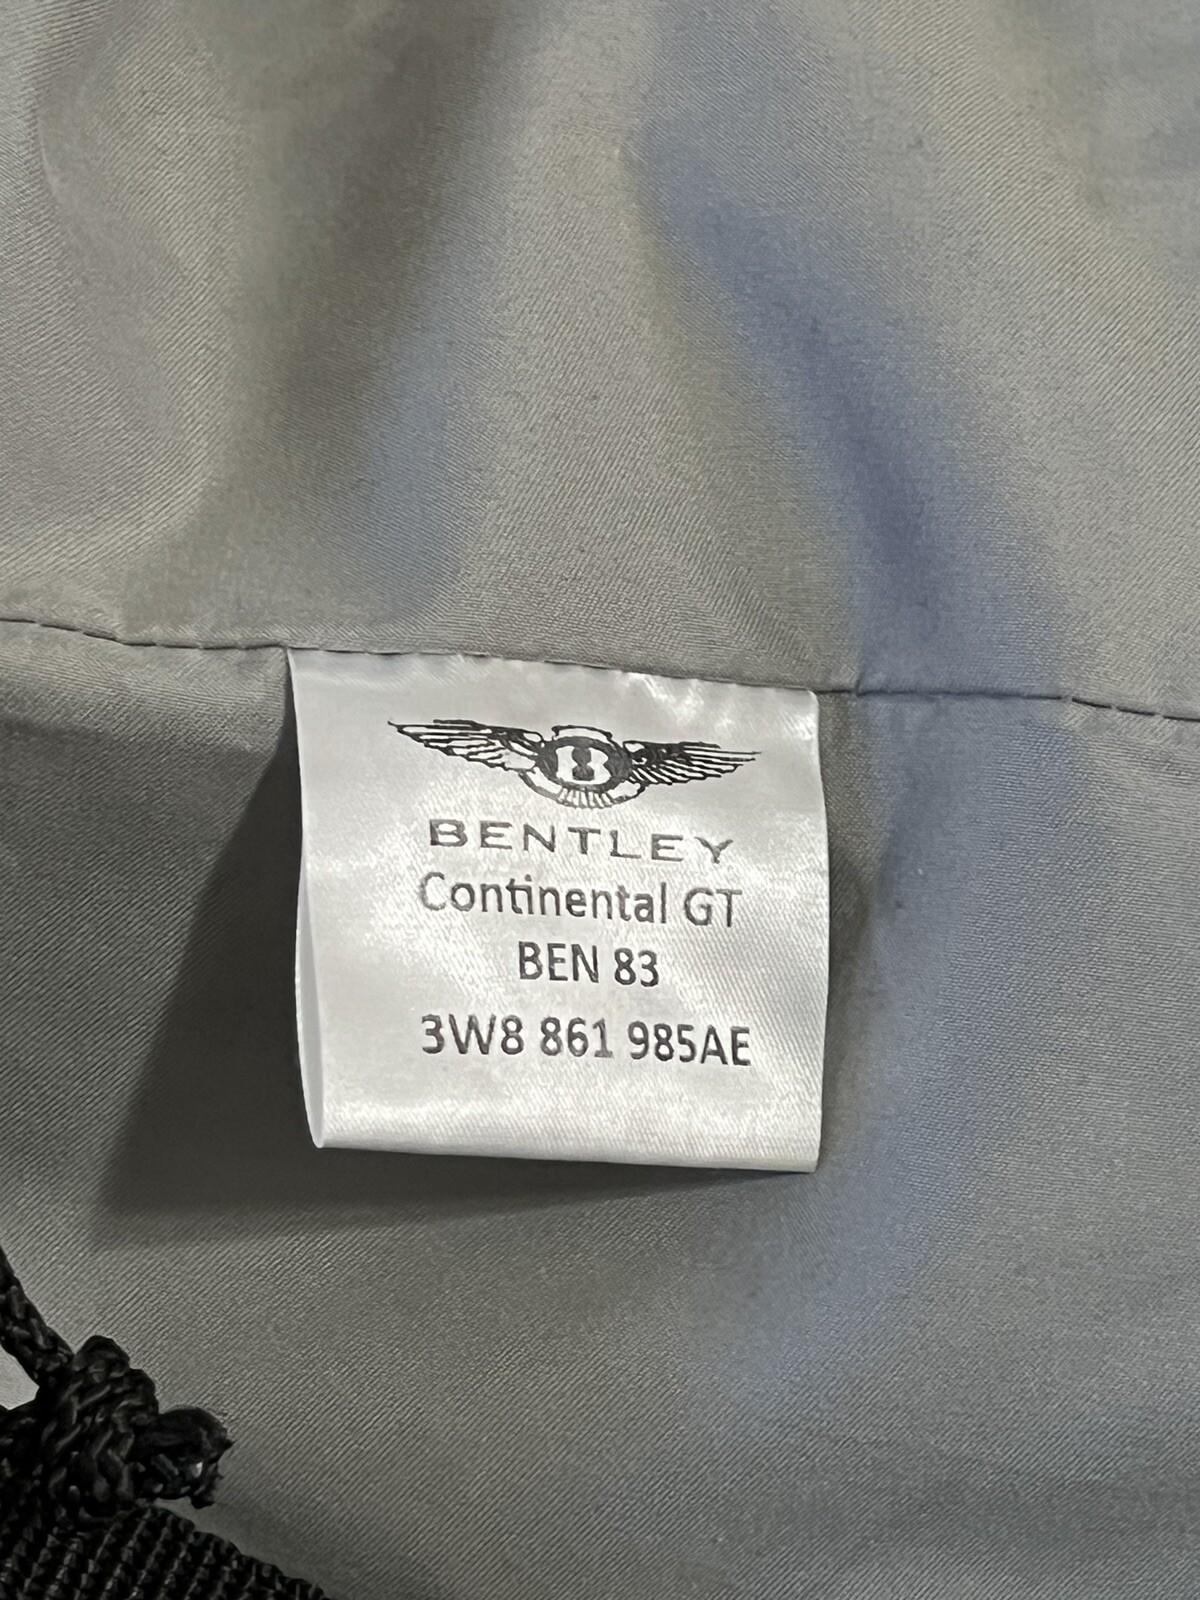 B
BENTLEY
Continental GT
BEN 83
3W8 861 985AE